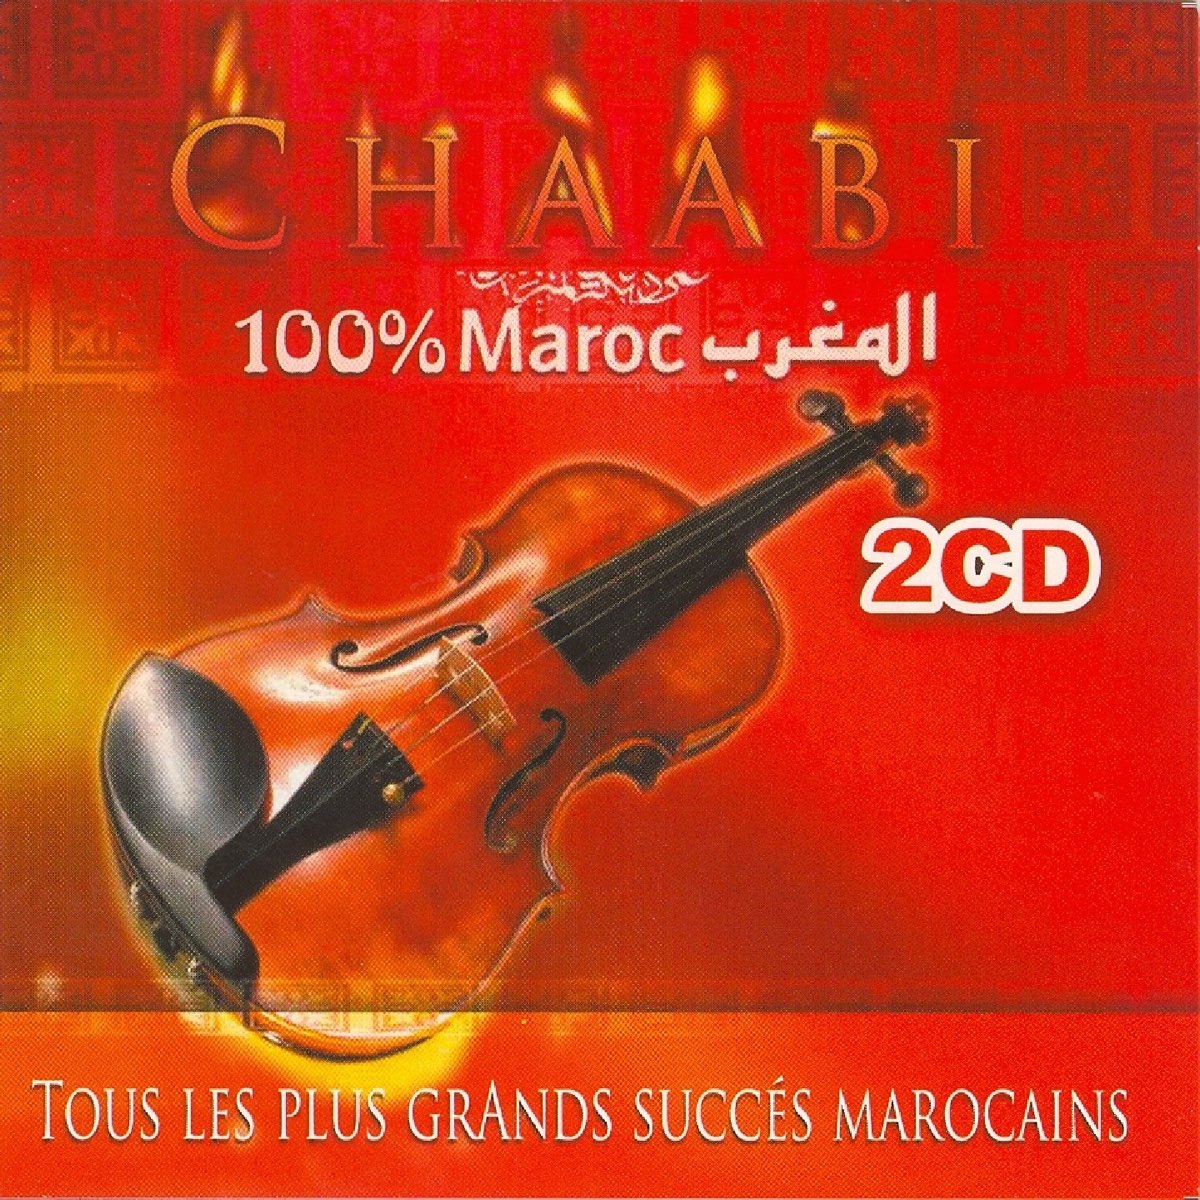 CHAABI
100% Maroc المغرب
2CD
TOUS LES PLUS GRANDS SUCCÉS MAROCAINS